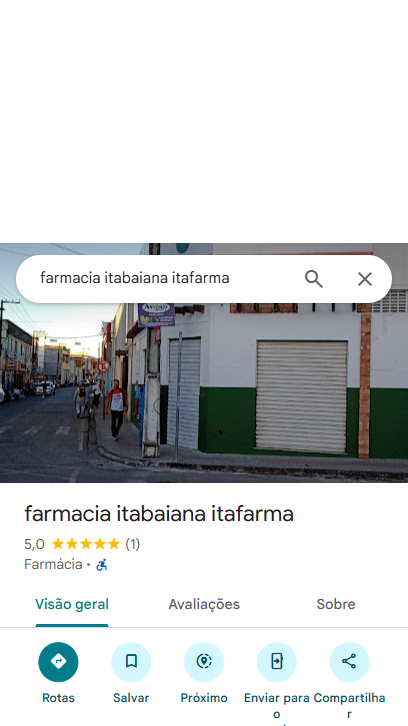 farmacia itabaiana itafarma
farmacia itabaiana itafarma
5,0 ★★★★★ (1)
Farmácia ·
Visão geral
Avaliações
Sobre
Rotas
Salvar
Próximo
Enviar para o
Compartilhar